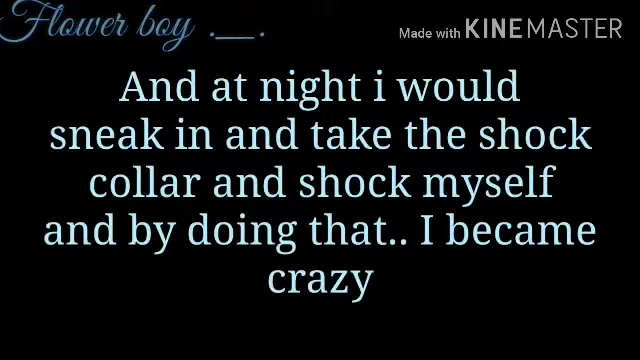 Flower boy .__.
Made with KINEMASTER
And at night i would
sneak in and take the shock
collar and shock myself
and by doing that.. I became
crazy